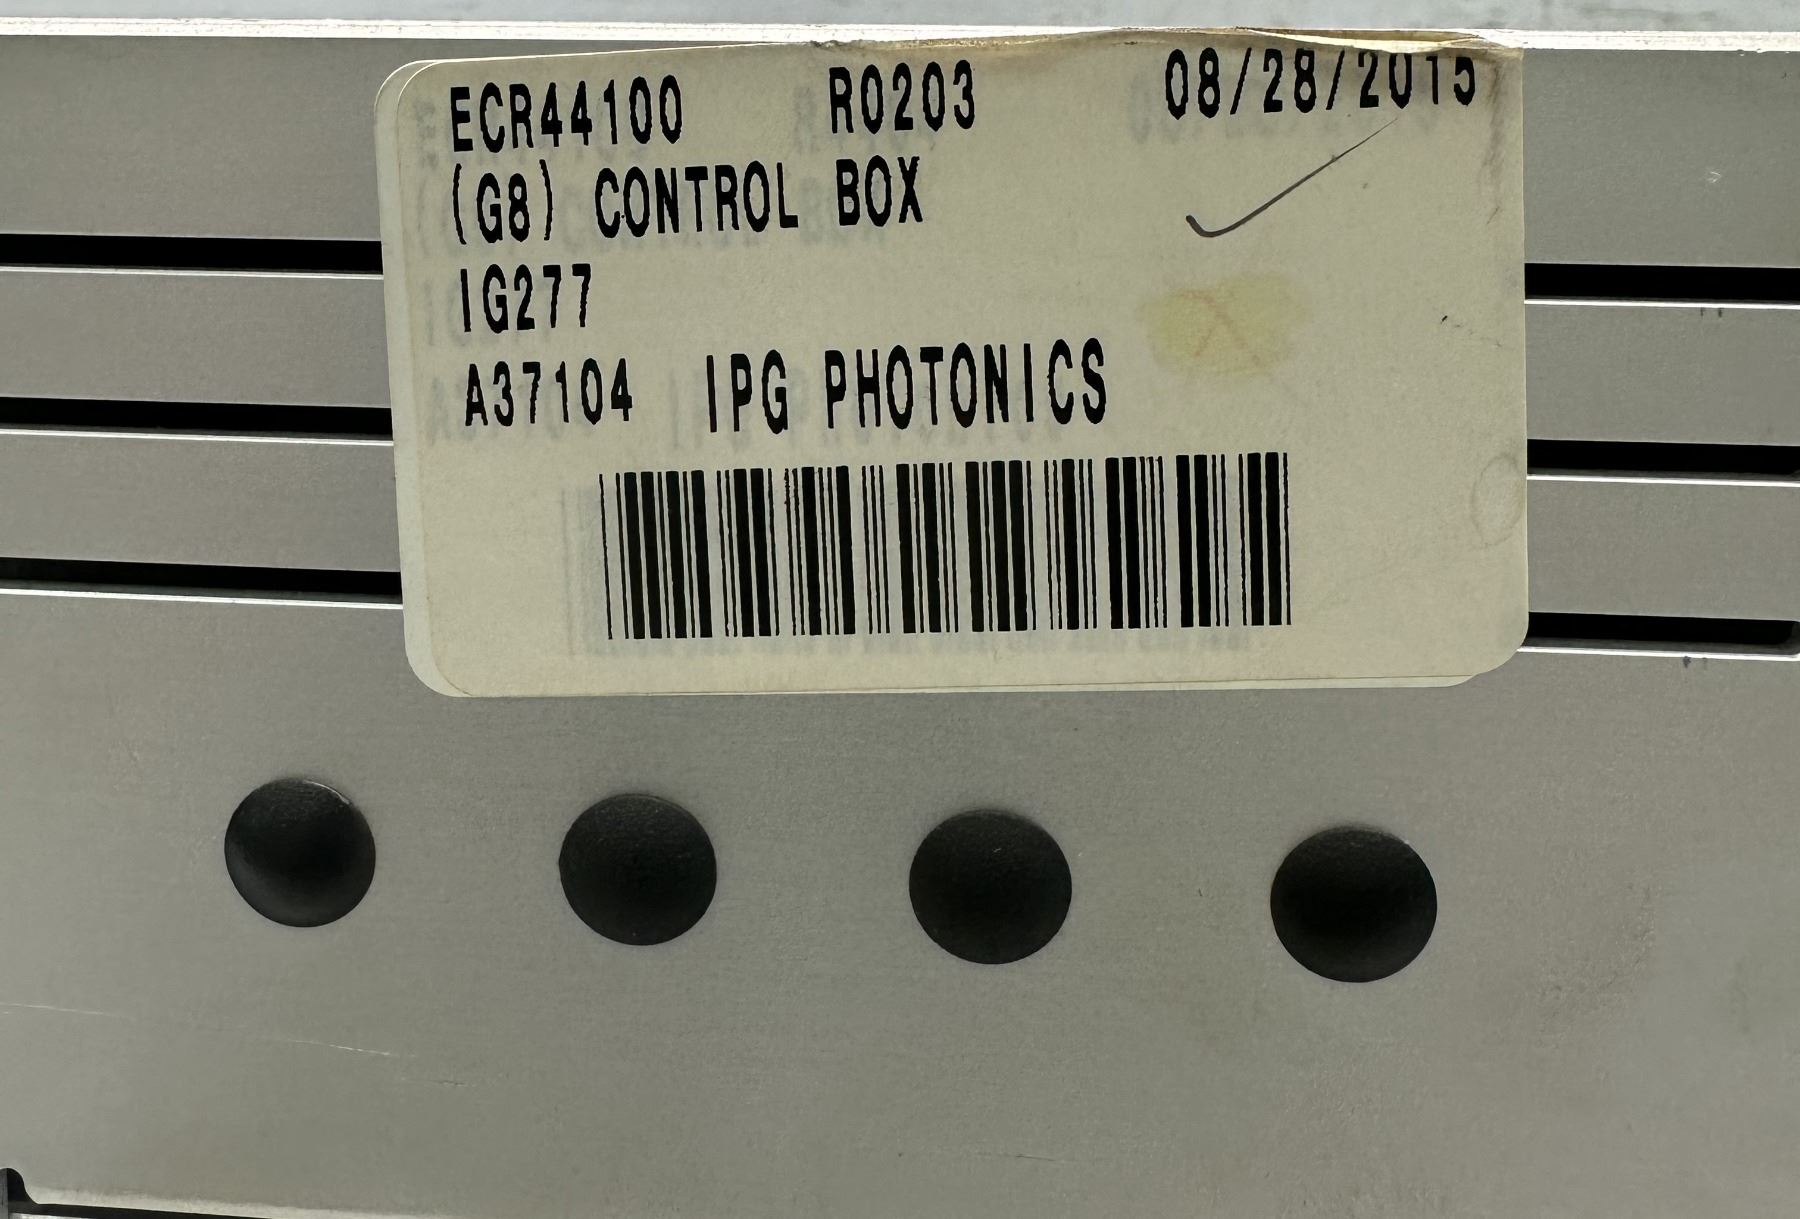 ECR44100 R0203 08/28/2015
(G8) CONTROL BOX
IG277
A37104 IPG PHOTONICS